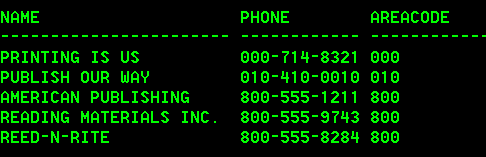 NAME PHONE AREACODE
----------------------- ------------ ------------
PRINTING IS US 000-714-8321 000
PUBLISH OUR WAY 010-410-0010 010
AMERICAN PUBLISHING 800-555-1211 800
READING MATERIALS INC. 800-555-9743 800
REED-N-RITE 800-555-8284 800